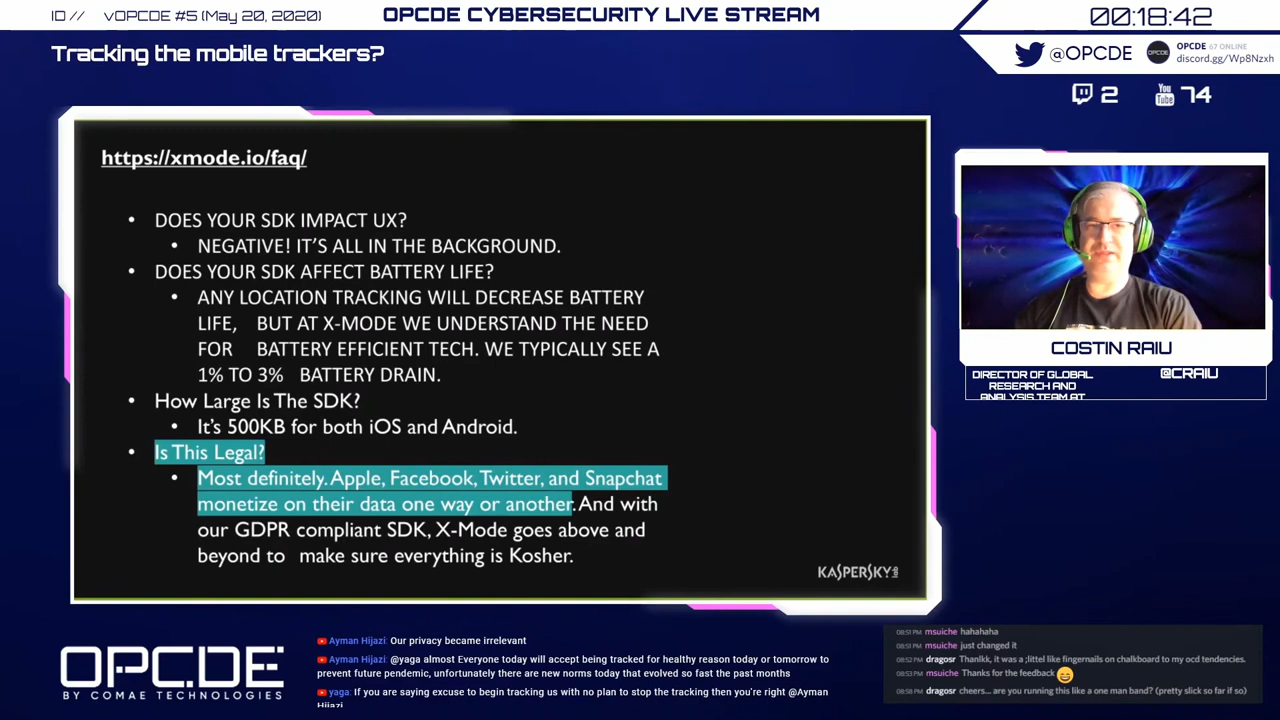 ID // vOPCDE #5 (May 20, 2020)
OPCDE CYBERSECURITY LIVE STREAM
00:18:42
Tracking the mobile trackers?
@OPCDE
OPCDE 67 ONLINE
discord.gg/Wp8Nzxh
2
You Tube 74
https://xmode.io/faq/
• DOES YOUR SDK IMPACT UX?
• NEGATIVE! IT'S ALL IN THE BACKGROUND.
• DOES YOUR SDK AFFECT BATTERY LIFE?
• ANY LOCATION TRACKING WILL DECREASE BATTERY
LIFE, BUT AT X-MODE WE UNDERSTAND THE NEED
FOR BATTERY EFFICIENT TECH. WE TYPICALLY SEE A
1% TO 3% BATTERY DRAIN.
• How Large Is The SDK?
• It's 500KB for both iOS and Android.
• Is This Legal?
• Most definitely. Apple, Facebook, Twitter, and Snapchat
monetize on their data one way or another. And with
our GDPR compliant SDK, X-Mode goes above and
beyond to make sure everything is Kosher.
KASPERSKY lab
COSTIN RAIU
DIRECTOR OF GLOBAL
RESEARCH AND
ANALYSIS TEAM AT
@CRAIU
OPCDE
BY COMAE TECHNOLOGIES
Ayman Hijazi: Our privacy became irrelevant
Ayman Hijazi: @yaga almost Everyone today will accept being tracked for healthy reason today or tomorrow to
prevent future pendemic, unfortunately there are new norms today that evolved so fast the past months
yaga: If you are saying excuse to begin tracking us with no plan to stop the tracking then you're right @Ayman
Hijazi
08:51 PM msuiche hahahaha
08:51 PM msuiche just changed it
08:52 PM dragosr Thanlkk, it was a ;littel like fingernails on chalkboard to my ocd tendencies.
08:53 PM msuiche Thanks for the feedback 😄
08:58 PM dragosr cheers... are you running this like a one man band? (pretty slick so far if so)